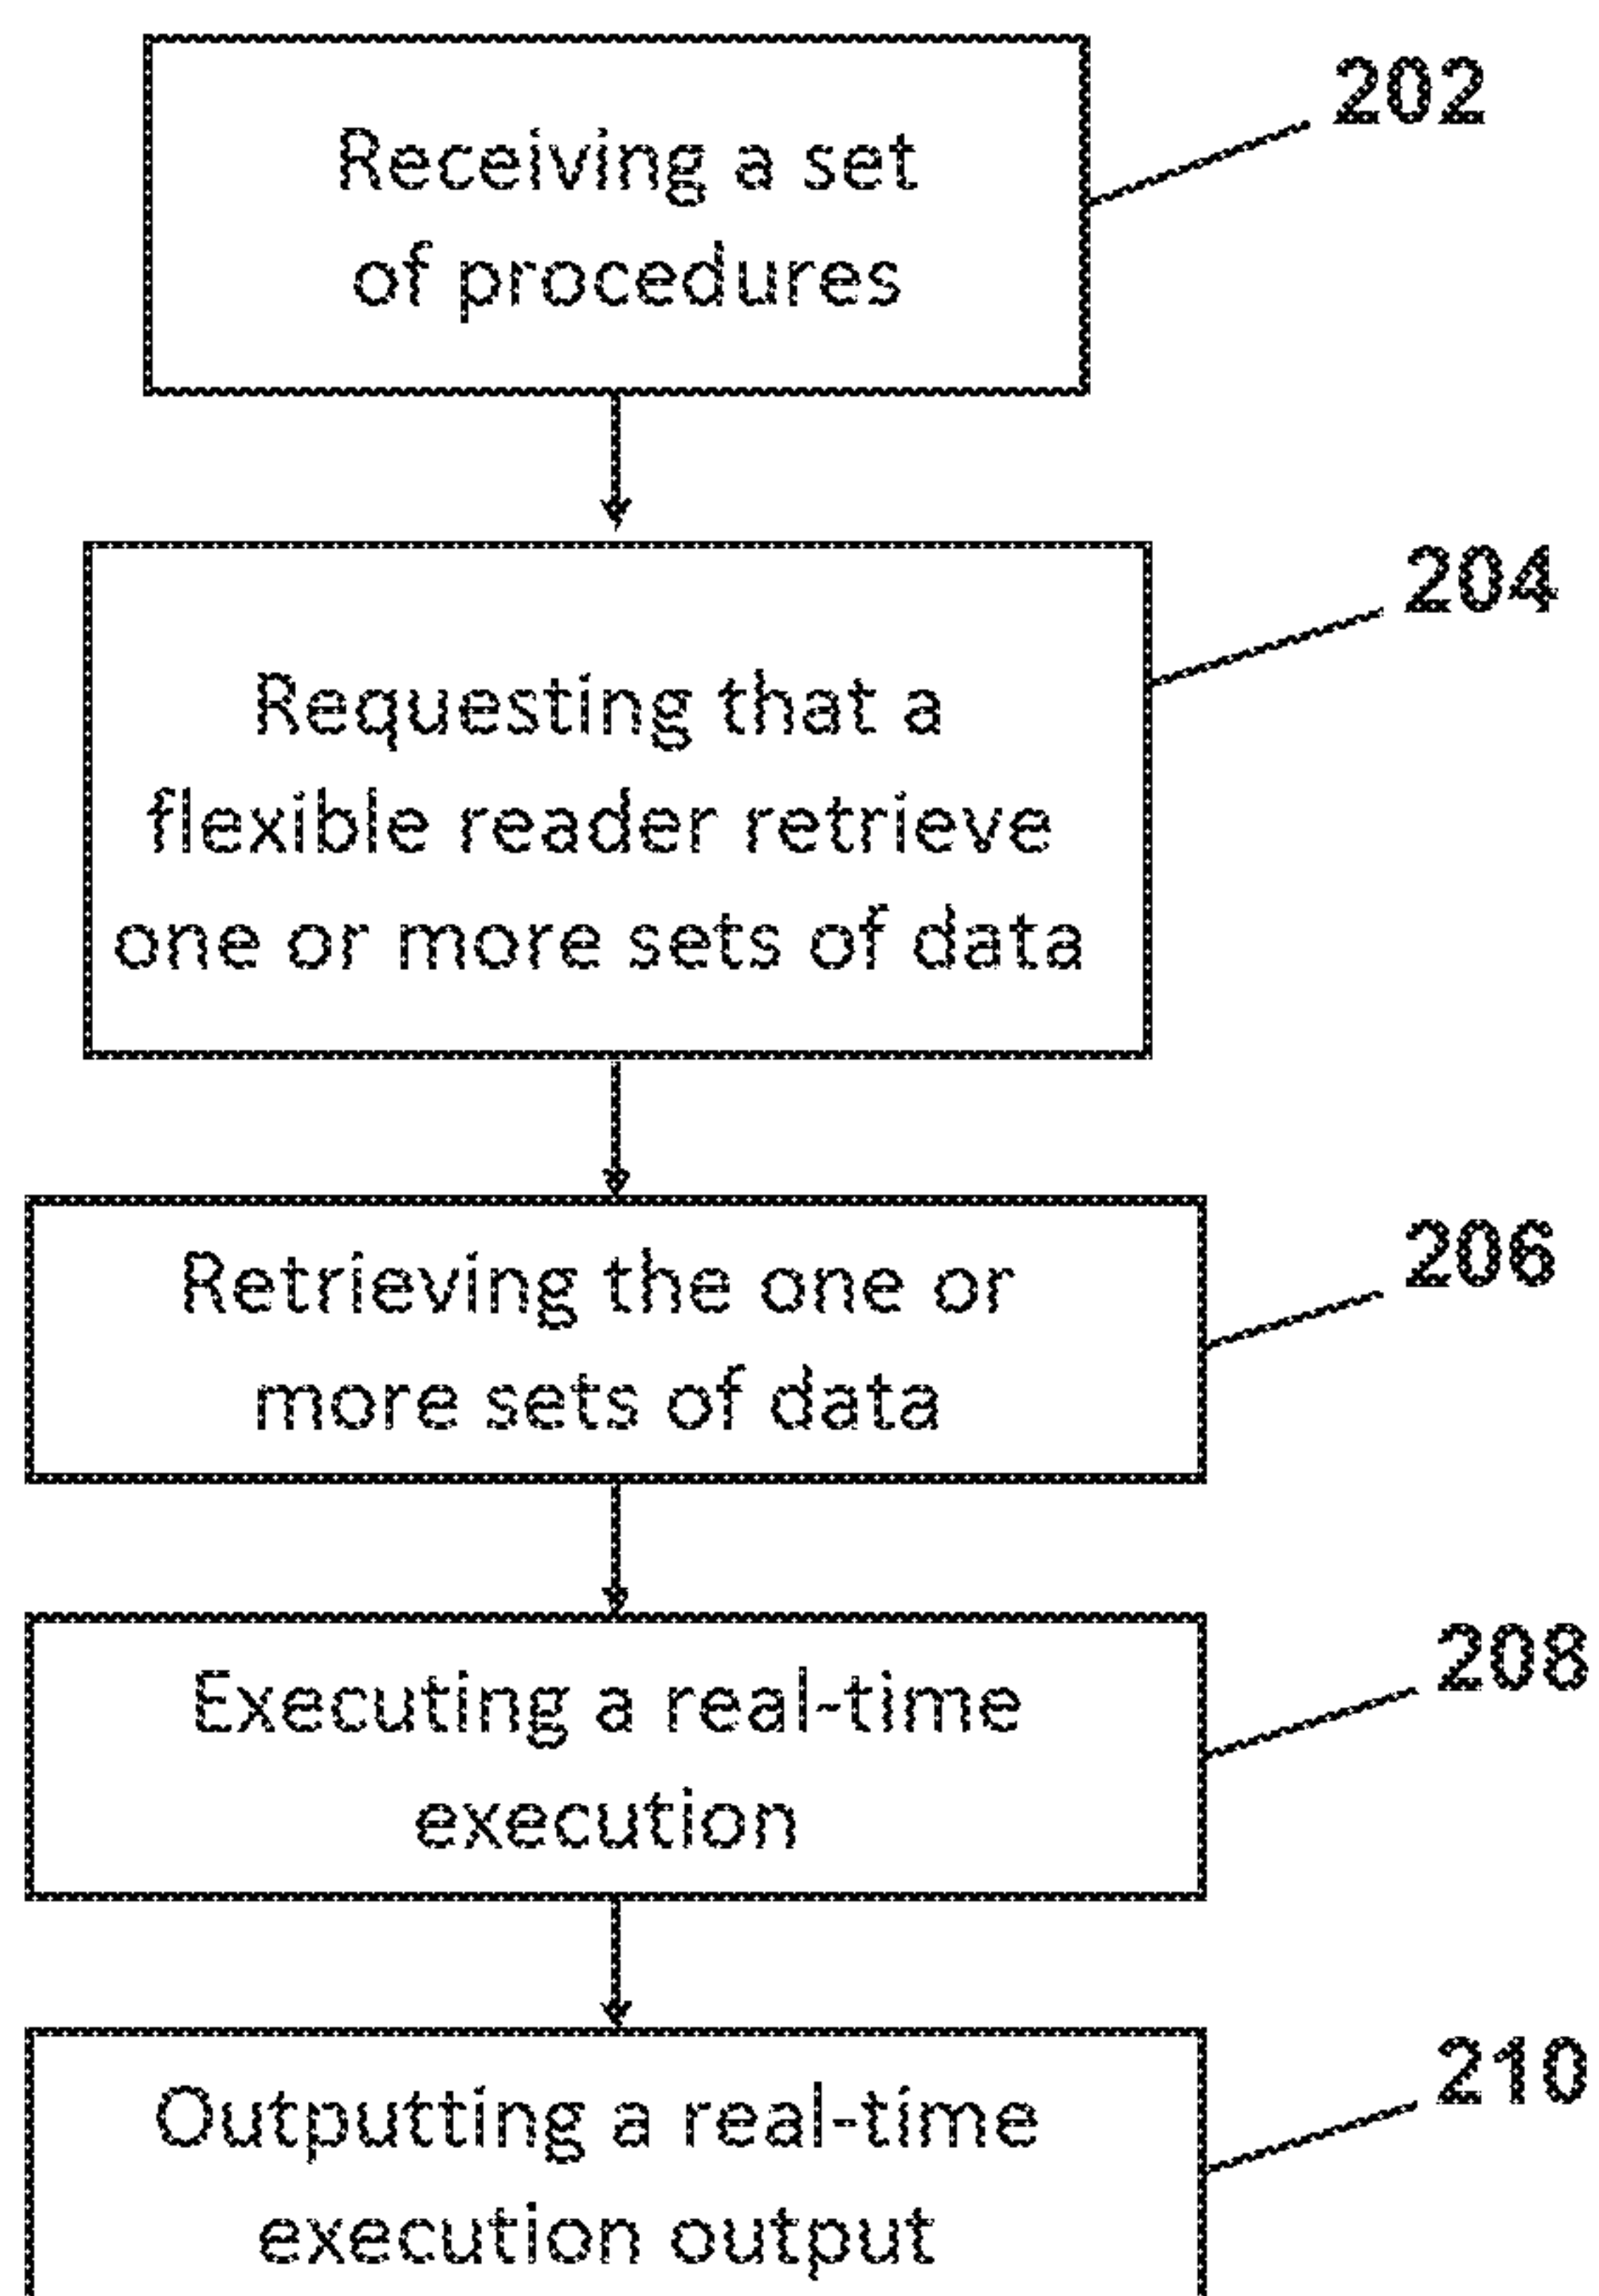 202
Receiving a set
of procedures
204
Requesting that a
flexible reader retrieve
one or more sets of data
206
Retrieving the one or
more sets of data
208
Executing a real-time
execution
210
Outputting a real-time
execution output